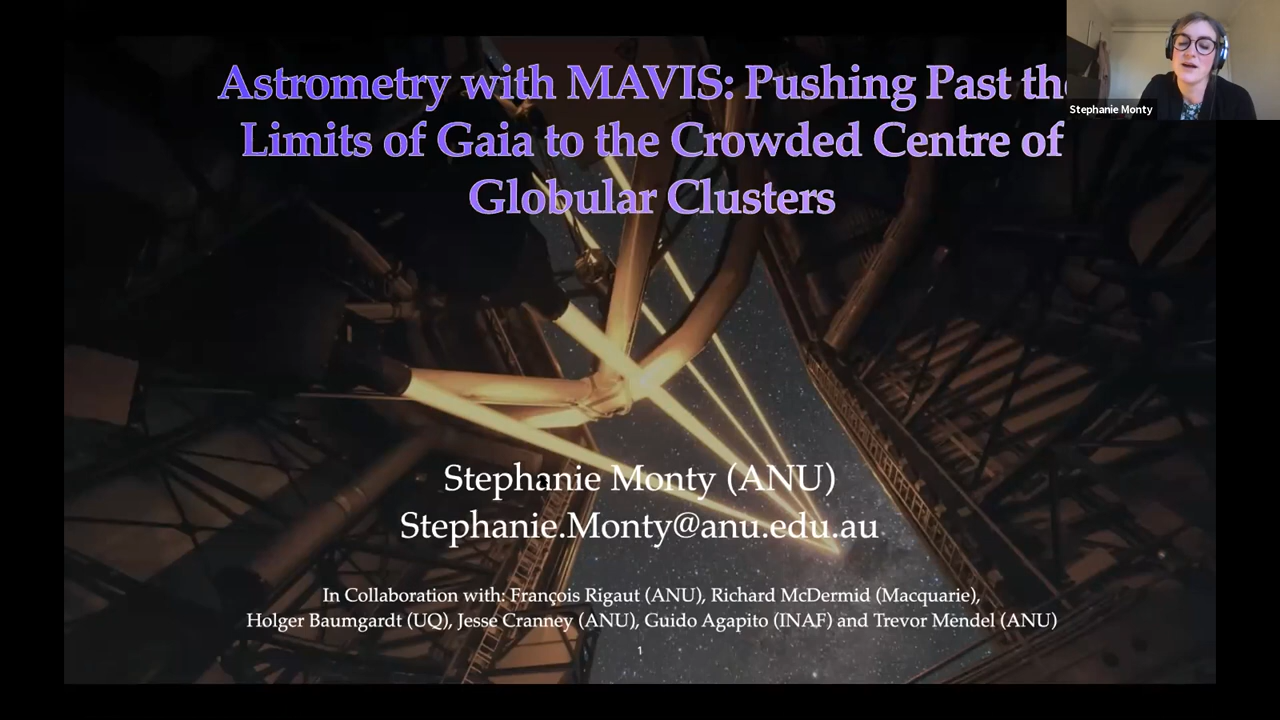 Astrometry with MAVIS: Pushing Past the
Limits of Gaia to the Crowded Centre of
Globular Clusters
Stephanie Monty
Stephanie Monty (ANU)
Stephanie.Monty@anu.edu.au
In Collaboration with: François Rigaut (ANU), Richard McDermid (Macquarie),
Holger Baumgardt (UQ), Jesse Cranney (ANU), Guido Agapito (INAF) and Trevor Mendel (ANU)
1